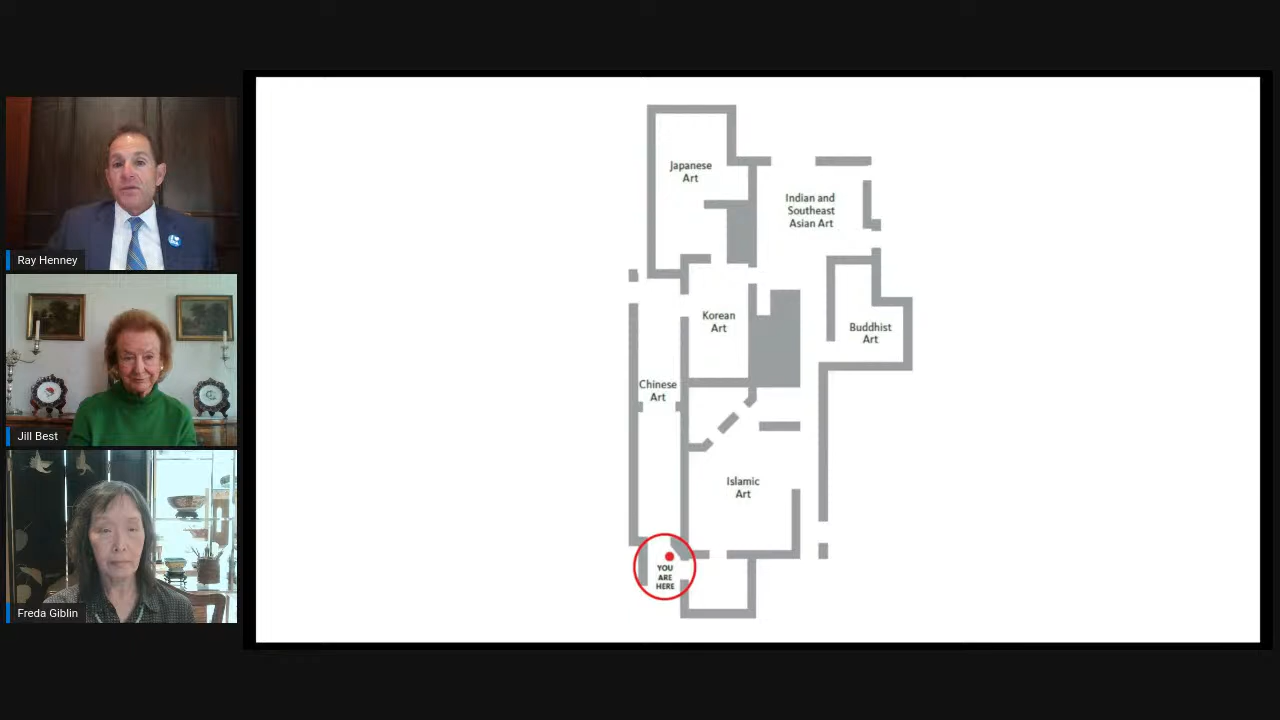 Ray Henney
Jill Best
Freda Giblin
Japanese
Art
Indian and
Southeast
Asian Art
Korean
Art
Buddhist
Art
Chinese
Art
Islamic
Art
YOU
ARE
HERE